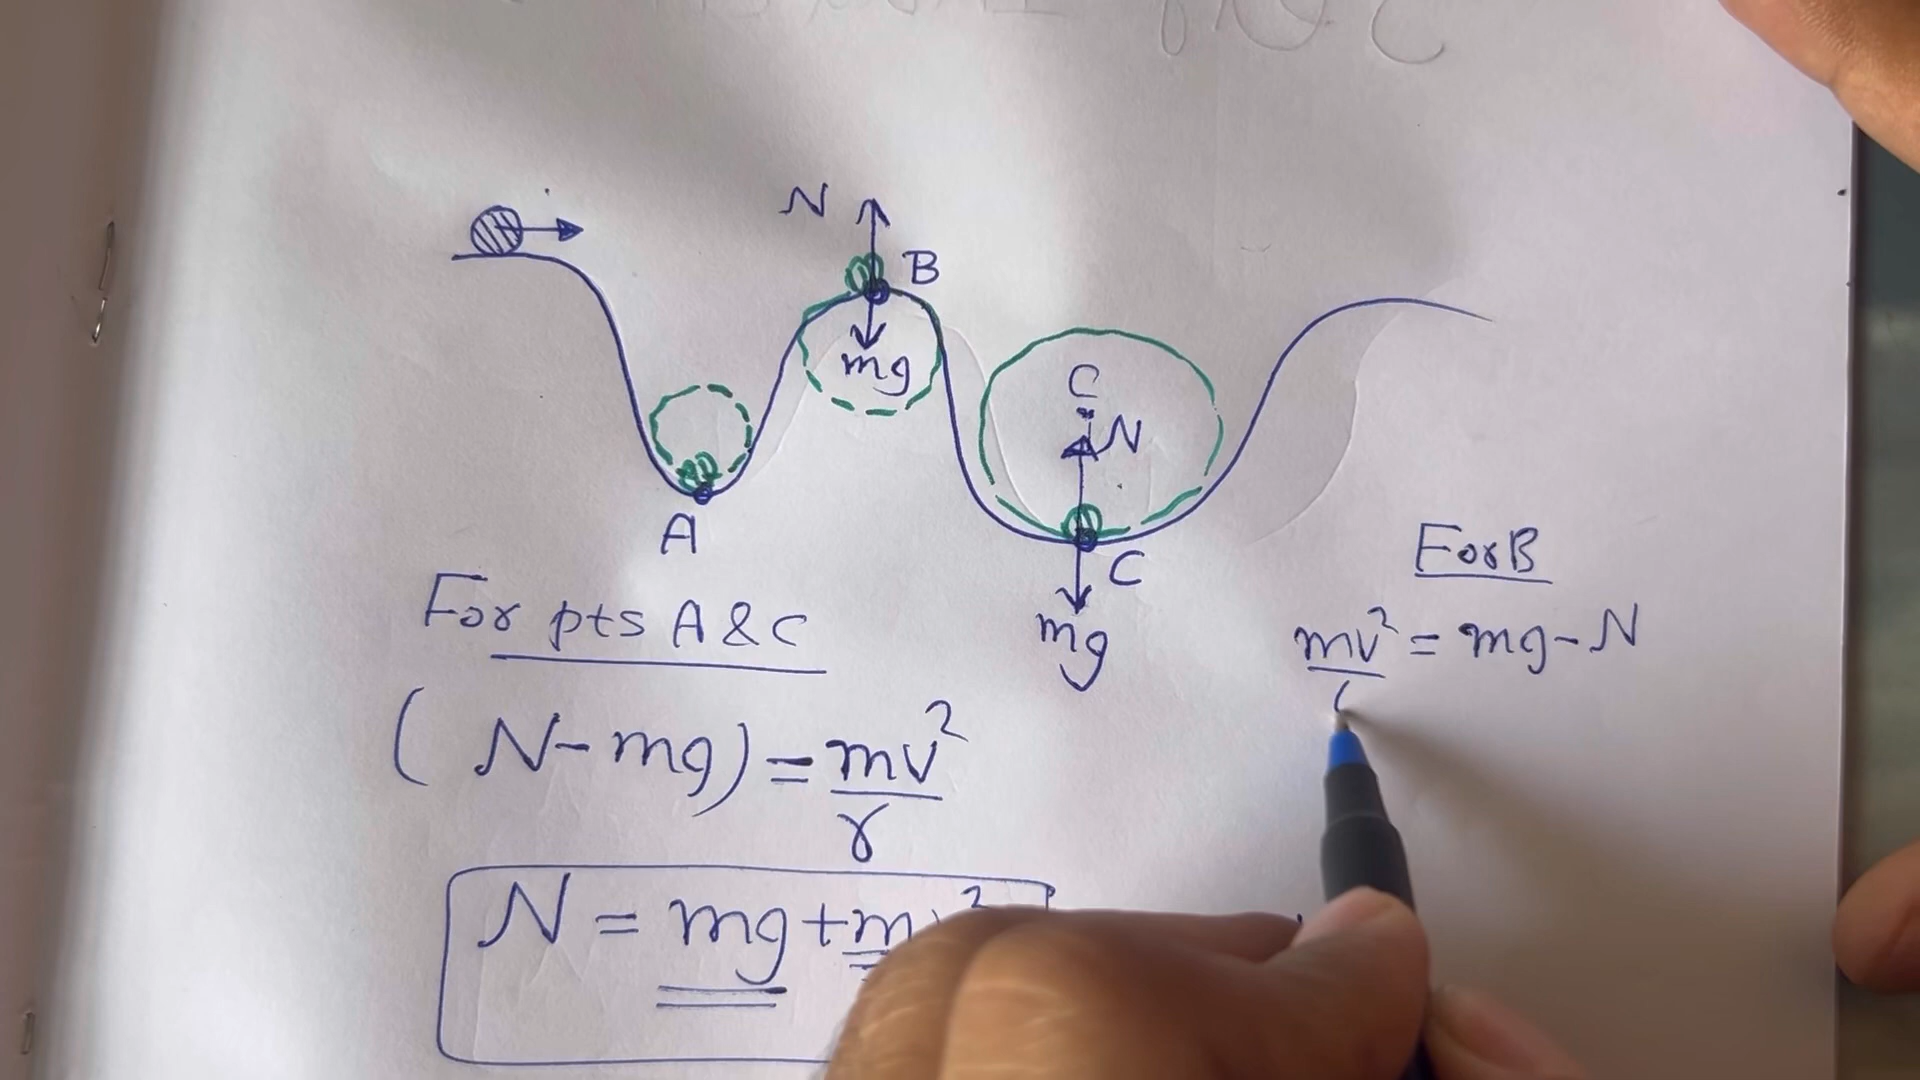 N
B
mg
C
N
A
C
mg
For pts A & C
(N - mg) = mv²/r
N = mg + m
For B
mv²/ = mg - N